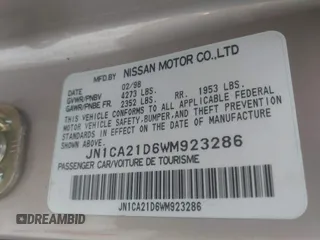 MFD.BY NISSAN MOTOR CO.,LTD
DATE 02/98
GVWR/PNBV 4273 LBS.
GAWR/PNBE FR. 2352 LBS. RR. 1953 LBS.
THIS VEHICLE CONFORMS TO ALL APPLICABLE FEDERAL
MOTOR VEHICLE SAFETY, BUMPER, AND THEFT PREVENTION
STANDARDS IN EFFECT ON THE DATE OF MANUFACTURE
SHOWN ABOVE.
JN1CA21D6WM923286
PASSENGER CAR/VOITURE DE TOURISME
JN1CA21D6WM923286
DREAMBID